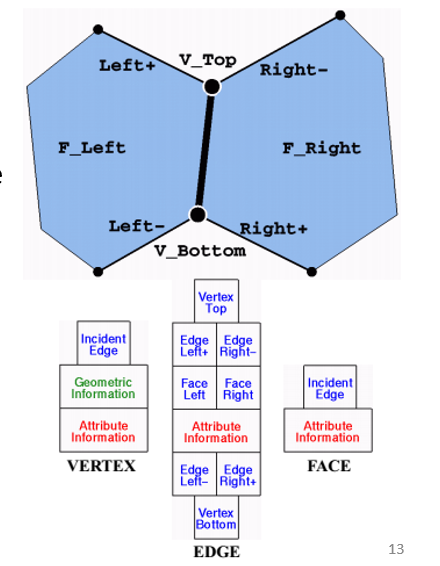 V_Top
Left+
Right-
F_Left
F_Right
e
Left-
Right+
V_Bottom
Vertex
Top
Incident
Edge
Edge
Left+
Edge
Right-
Geometric
Information
Face
Left
Face
Right
Incident
Edge
Attribute
Information
Attribute
Information
Attribute
Information
VERTEX
Edge
Left-
Edge
Right+
FACE
Vertex
Bottom
EDGE
13